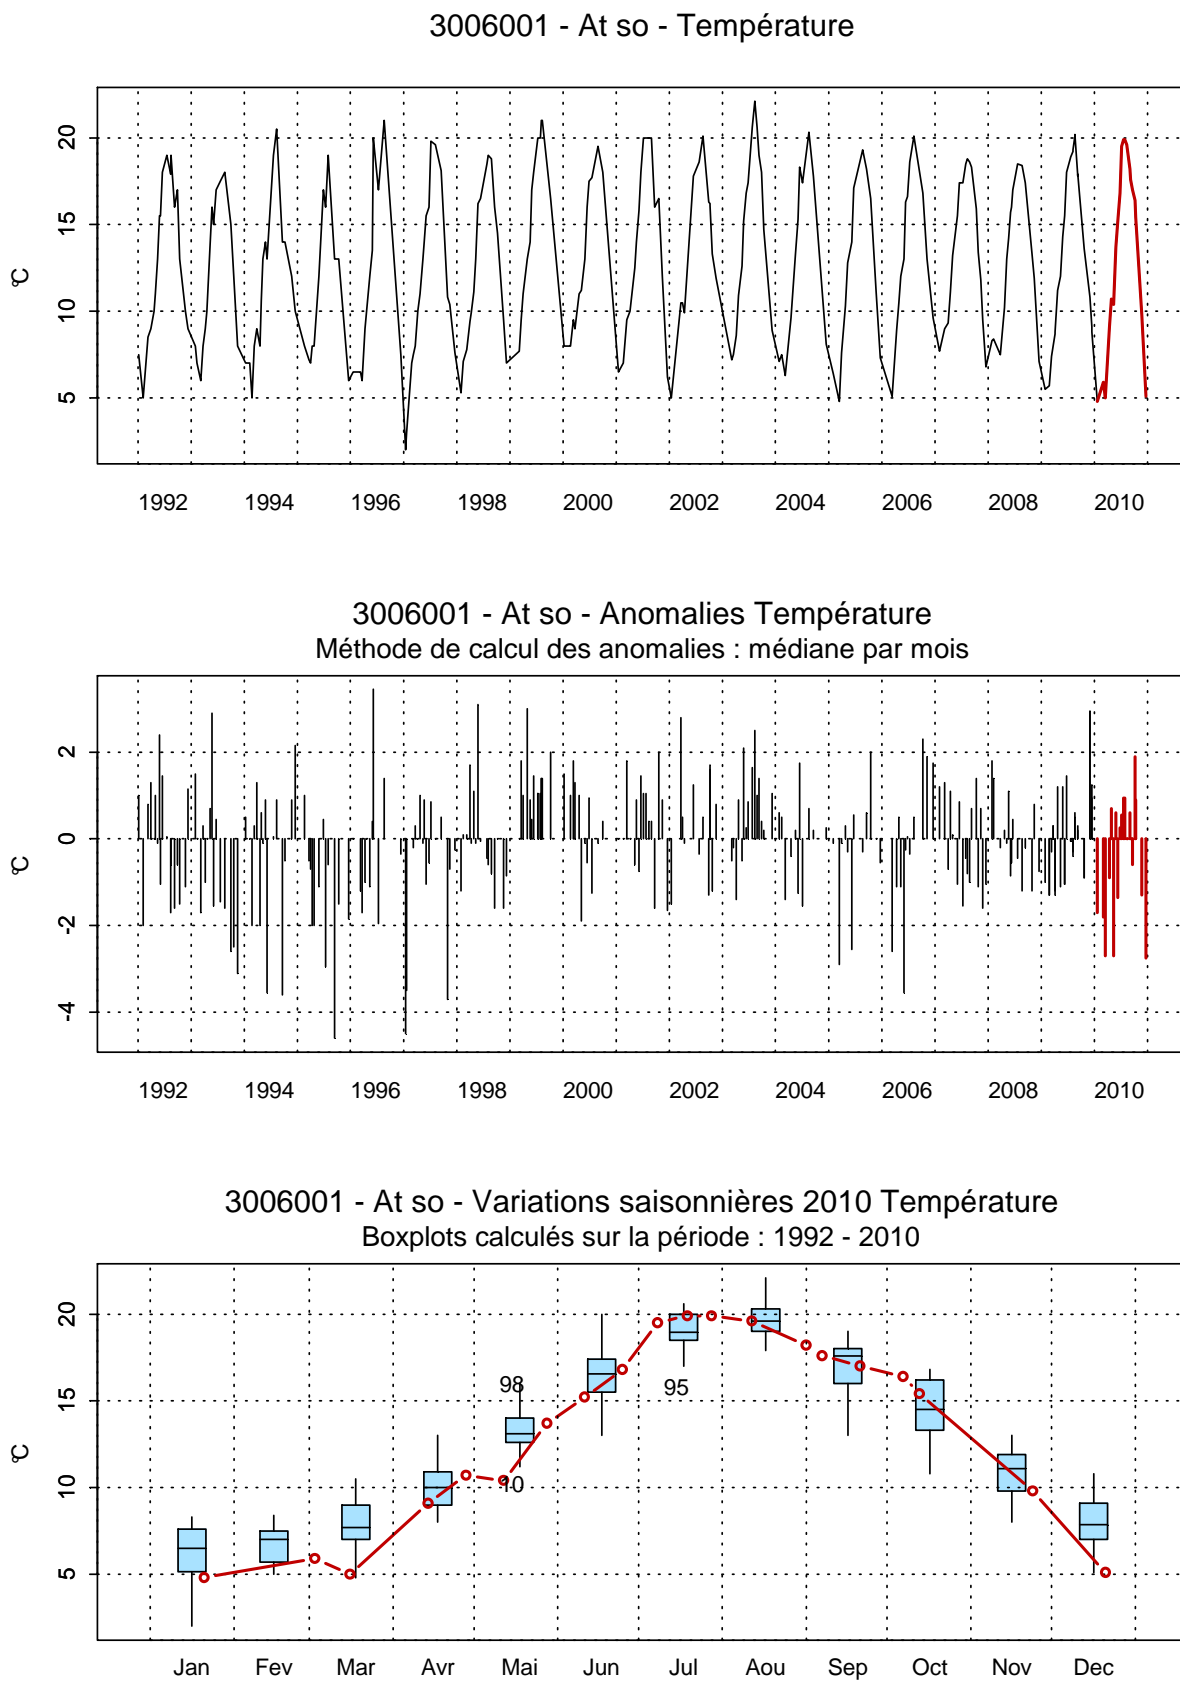 3006001 - At so - Température
20
15
10
5
°C
1992 1994 1996 1998 2000 2002 2004 2006 2008 2010
3006001 - At so - Anomalies Température
Méthode de calcul des anomalies : médiane par mois
2
0
-2
-4
°C
1992 1994 1996 1998 2000 2002 2004 2006 2008 2010
3006001 - At so - Variations saisonnières 2010 Température
Boxplots calculés sur la période : 1992 - 2010
20
15
10
5
°C
98
95
10
Jan Fev Mar Avr Mai Jun Jul Aou Sep Oct Nov Dec